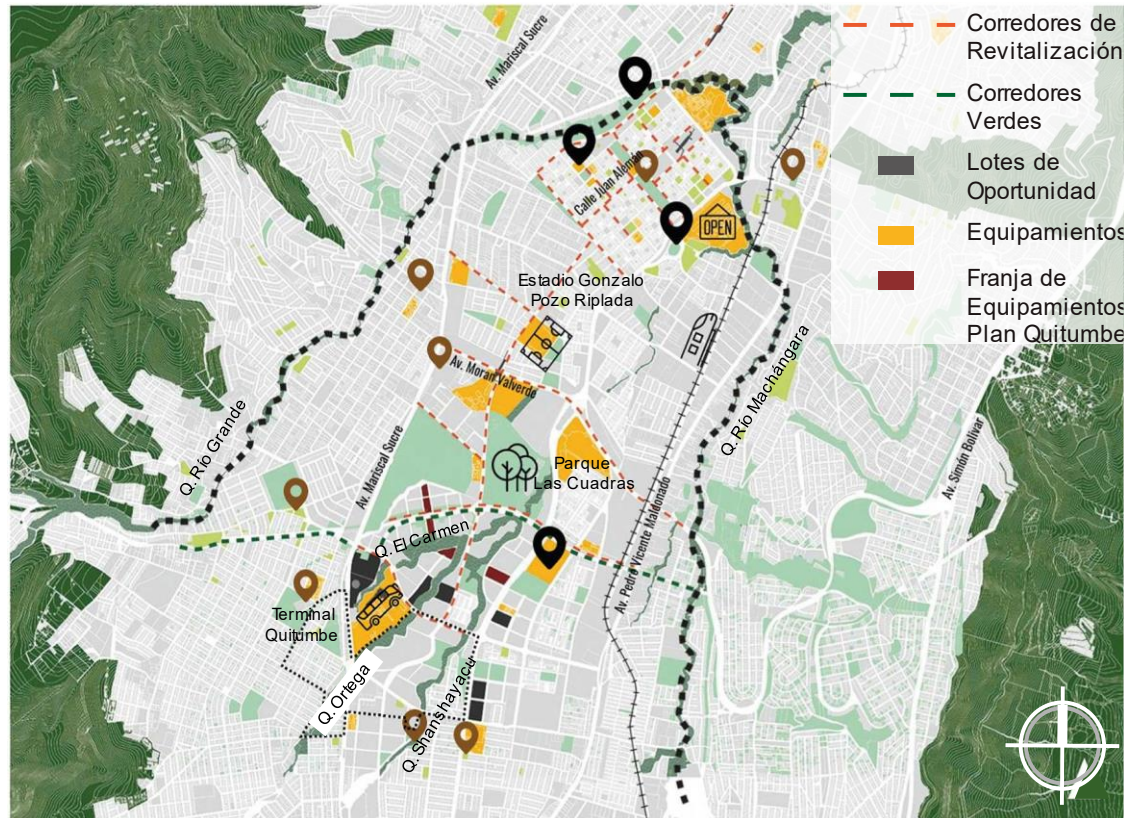 Av. Mariscal Sucre
Corredores de
Revitalización
Corredores
Verdes
Lotes de
Oportunidad
Equipamientos
Franja de
Equipamientos
Plan Quitumbe
Calle Juan Alemán
OPEN
Estadio Gonzalo
Pozo Riplada
Av. Moran Valverde
Q. Río Machángara
Q. Río Grande
Av. Mariscal Sucre
Parque
Las Cuadras
Av. Simón Bolívar
Av. Pedro Vicente Maldonado
Q. El Carmen
Terminal
Quitumbe
Q. Ortega
Q. Shanshayacu